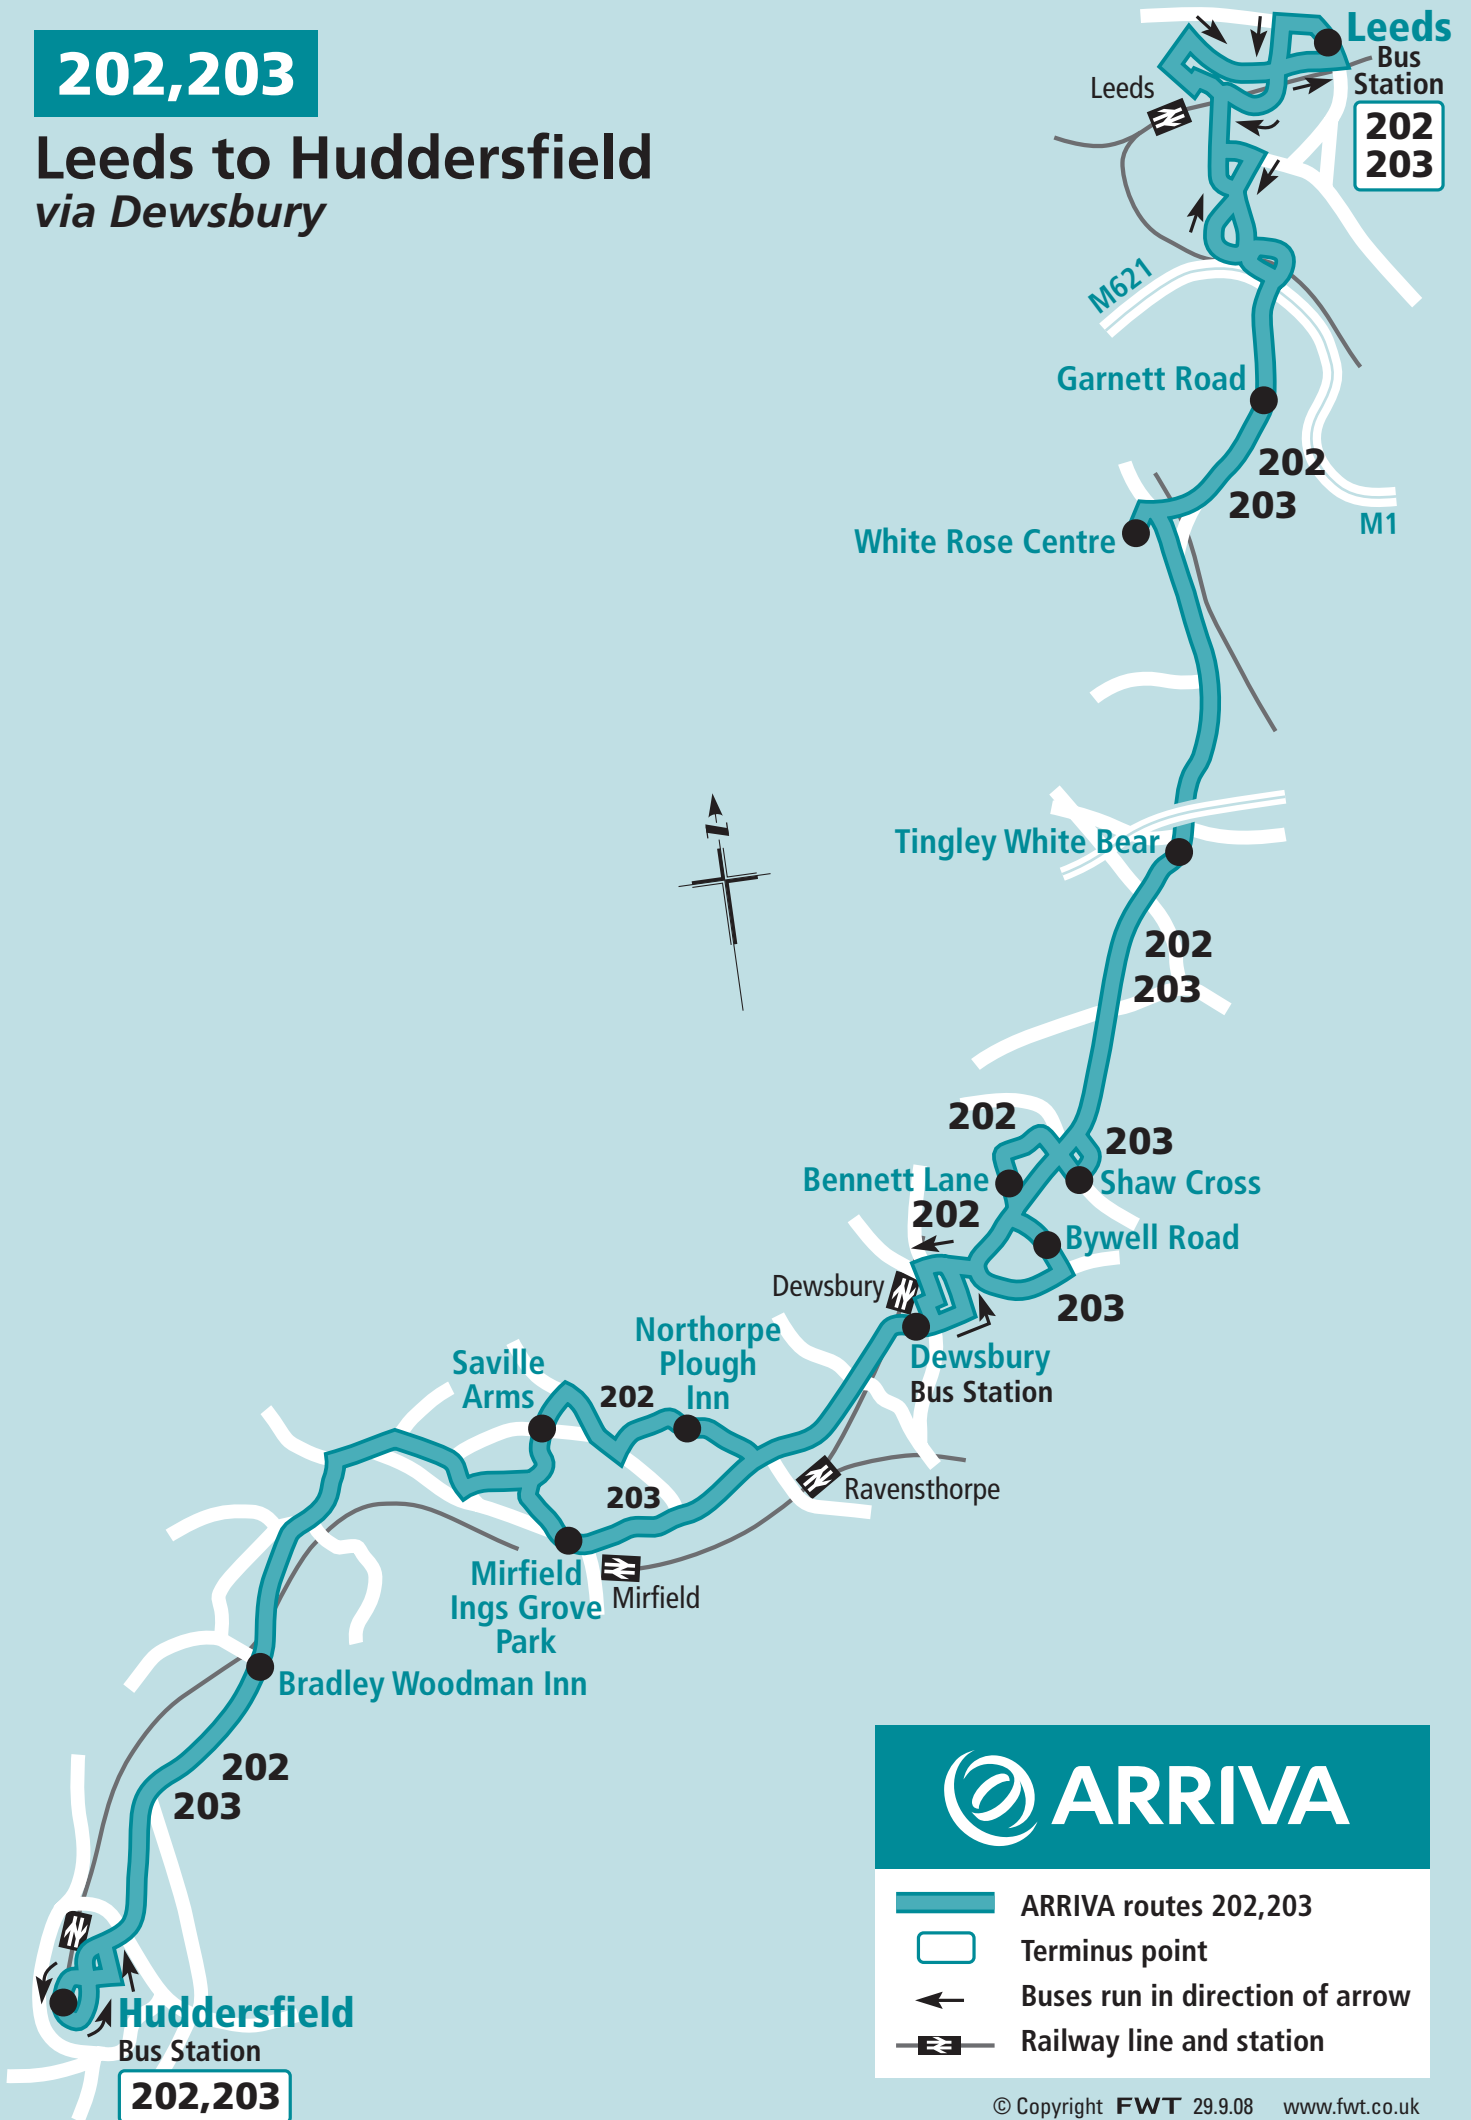 202,203
Leeds to Huddersfield
via Dewsbury
Leeds
Bus
Station
202
203
Leeds
M621
Garnett Road
202
203
M1
White Rose Centre
N
Tingley White Bear
202
203
202
203
Bennett Lane
Shaw Cross
202
Bywell Road
Dewsbury
203
Northorpe
Plough
Inn
Dewsbury
Bus Station
Saville
Arms
202
203
Ravensthorpe
Mirfield
Ings Grove
Park
Mirfield
Bradley Woodman Inn
202
203
Huddersfield
Bus Station
202,203
ARRIVA
ARRIVA routes 202,203
Terminus point
Buses run in direction of arrow
Railway line and station
© Copyright FWT 29.9.08 www.fwt.co.uk